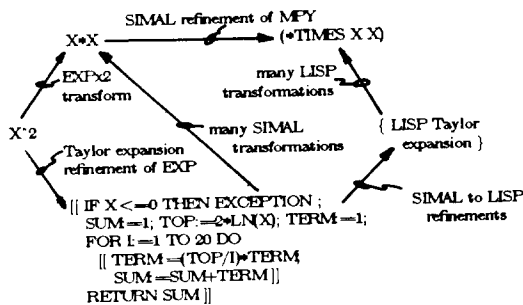 SIMAL refinement of MPY
X*X
(*TIMES X X)
EXPx2
transform
many LISP
transformations
X^2
many SIMAL
transformations
{ LISP Taylor
expansion }
Taylor expansion
refinement of EXP
SIMAL to LISP
refinements
[[ IF X <=0 THEN EXCEPTION ;
SUM:=1; TOP:=2*LN(X); TERM:=1;
FOR I:=1 TO 20 DO
[[ TERM:=(TOP/I)*TERM;
SUM:=SUM+TERM ]]
RETURN SUM ]]